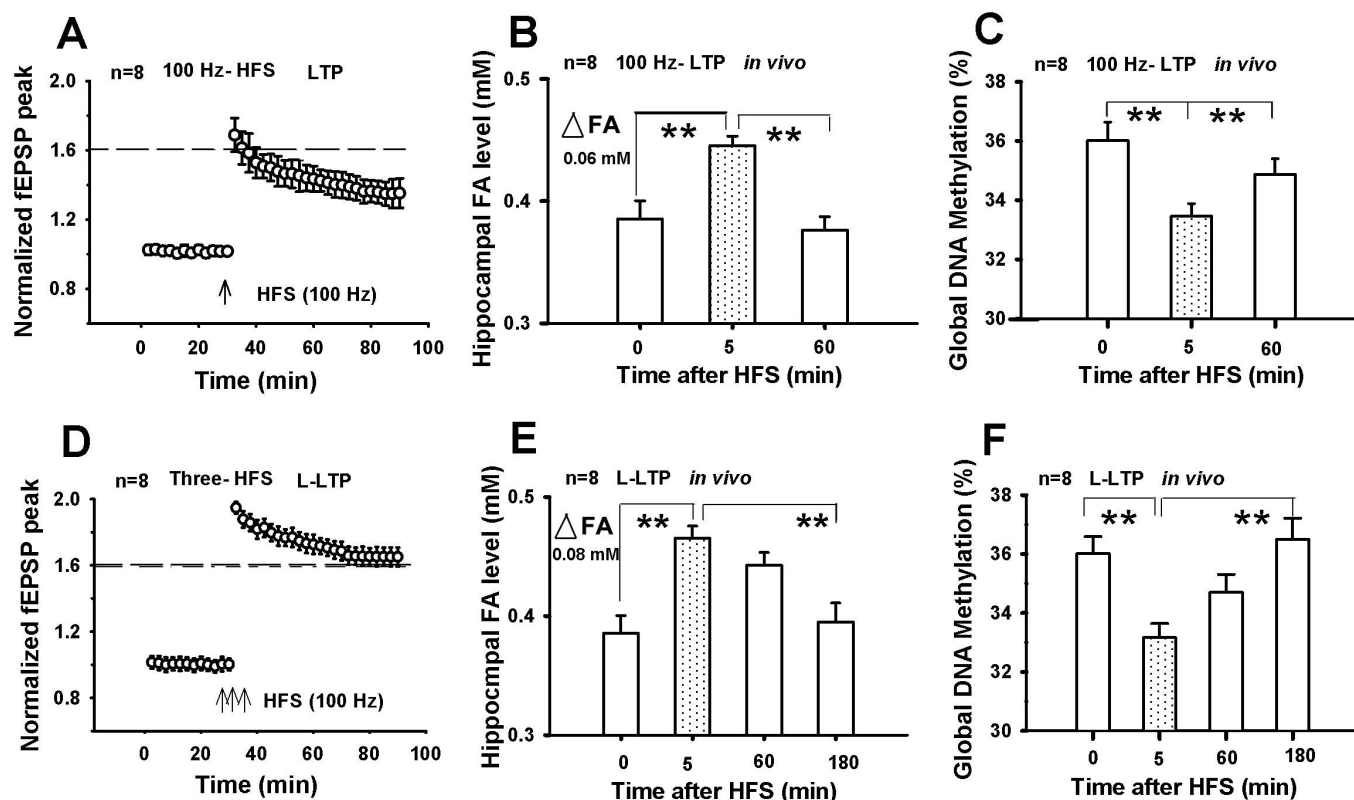 A
n=8 100 Hz- HFS LTP
Normalized fEPSP peak
2.0
1.6
1.2
0.8
HFS (100 Hz)
0 20 40 60 80 100
Time (min)
B
n=8 100 Hz- LTP in vivo
Hippocampal FA level (mM)
0.5
0.4
0.3
△ FA
0.06 mM
** **
0 5 60
Time after HFS (min)
C
n=8 100 Hz- LTP in vivo
Global DNA Methylation (%)
38
36
34
32
30
** **
0 5 60
Time after HFS (min)
D
n=8 Three- HFS L-LTP
Normalized fEPSP peak
2.0
1.6
1.2
0.8
HFS (100 Hz)
0 20 40 60 80 100
Time (min)
E
n=8 L-LTP in vivo
Hippocmpal FA level (mM)
0.5
0.4
0.3
△ FA
0.08 mM
** **
0 5 60 180
Time after HFS (min)
F
n=8 L-LTP in vivo
Global DNA Methylation (%)
38
36
34
32
30
** **
0 5 60 180
Time after HFS (min)